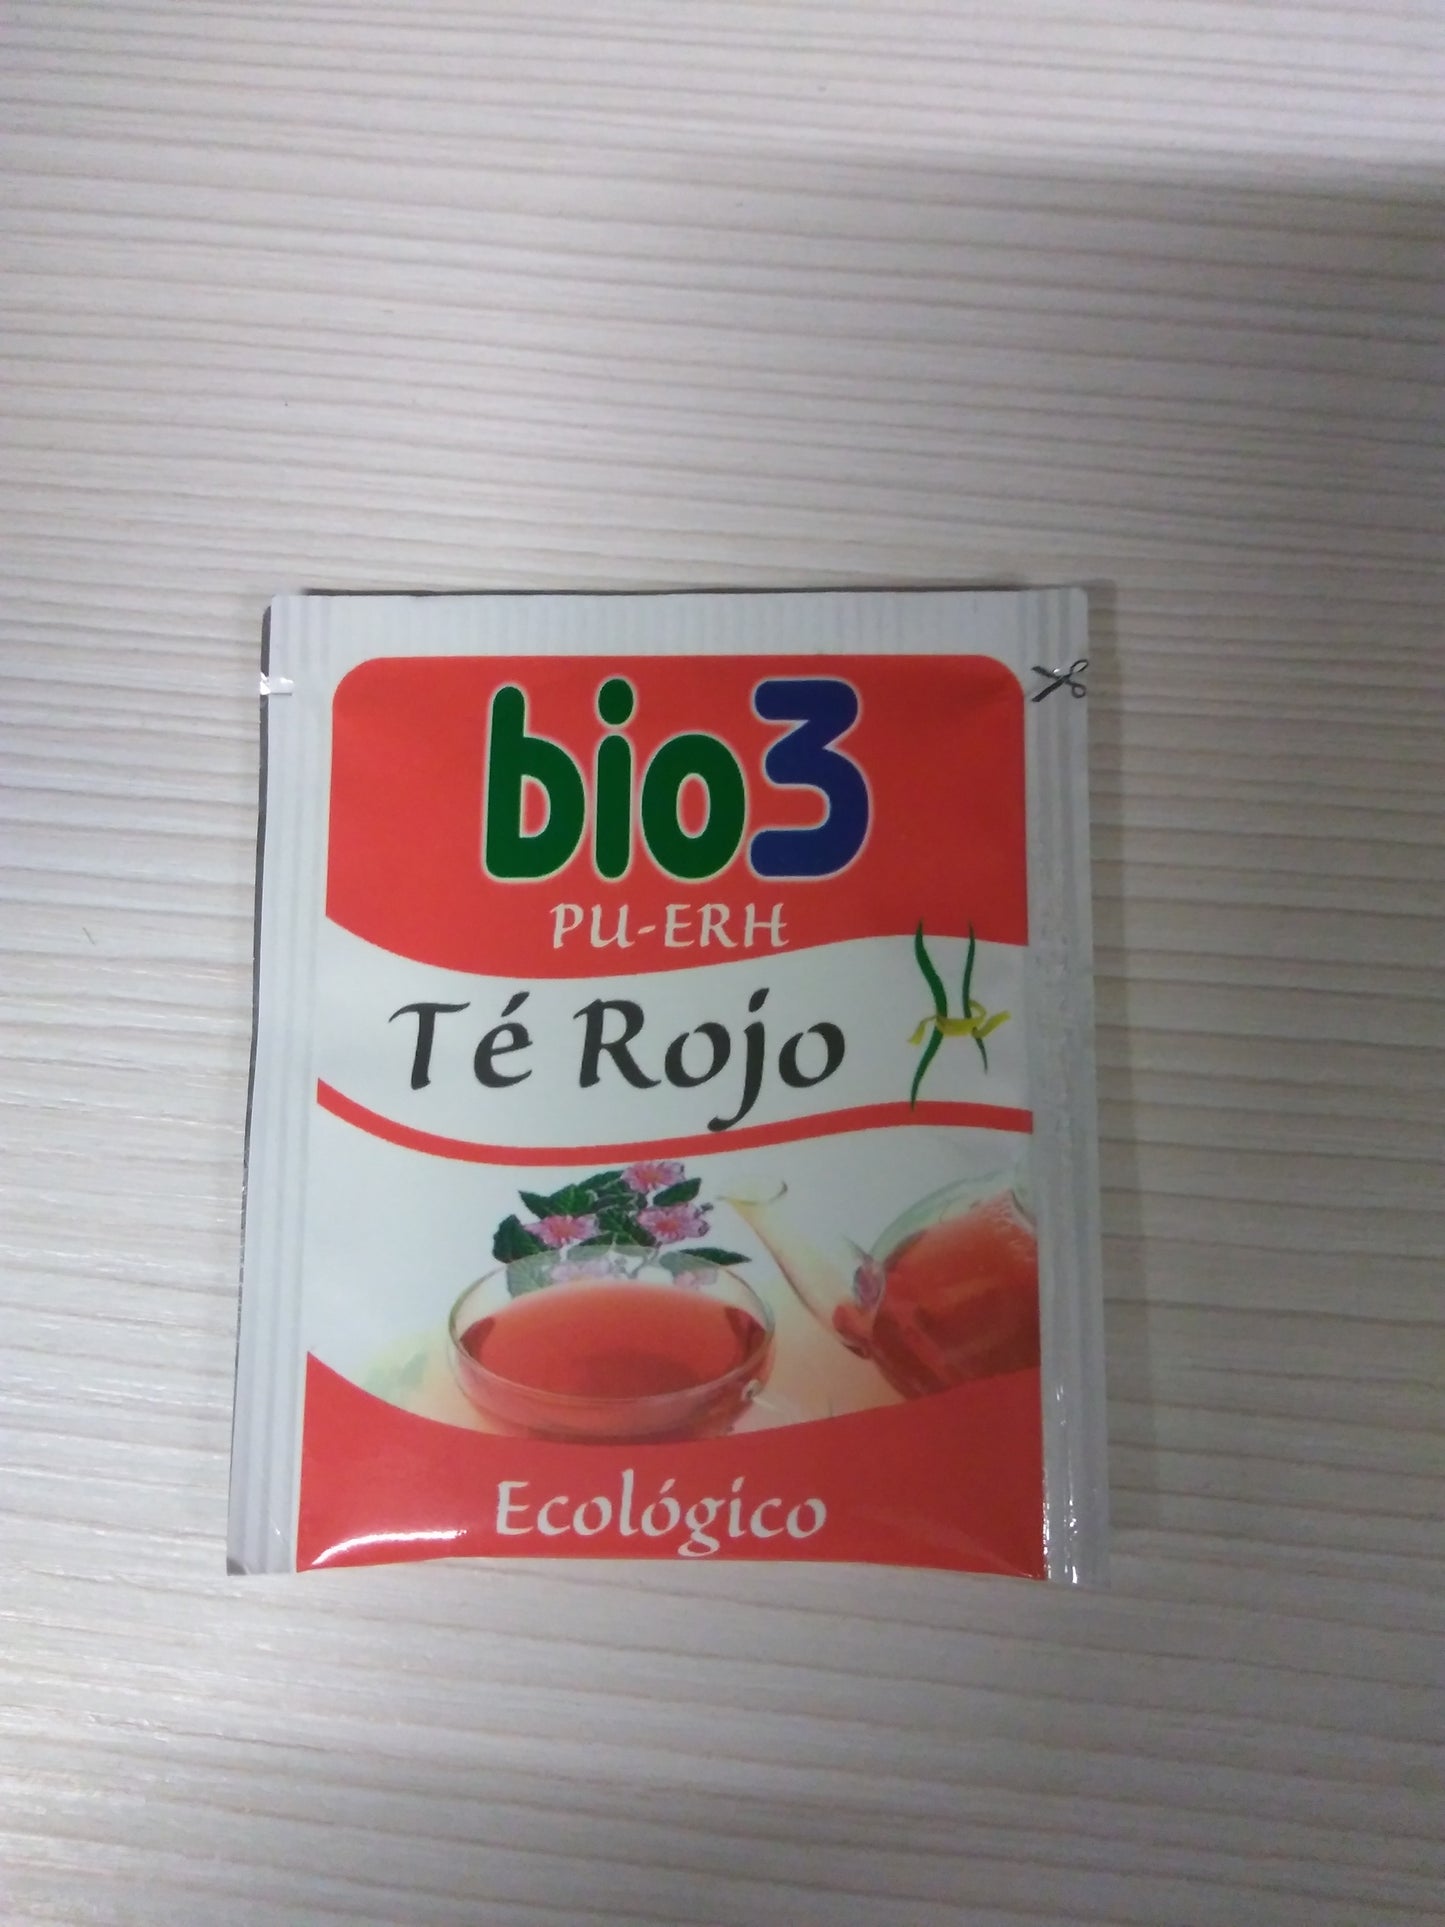 bio3
PU-ERH
Té Rojo
Ecológico